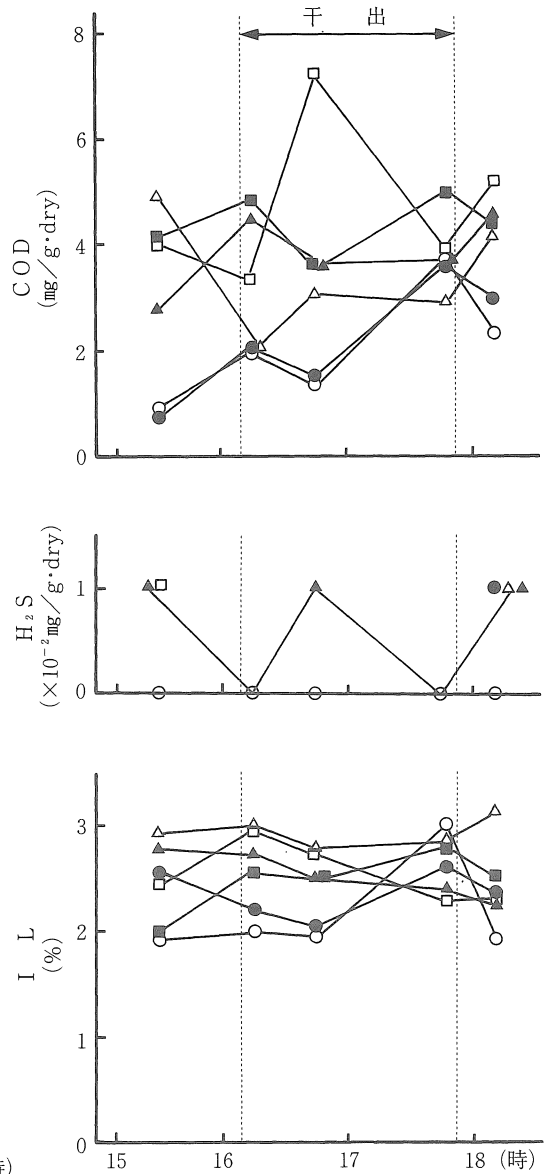 干 出
8
6
4
2
0
COD
(mg/g·dry)
1
0
H₂S
(×10⁻²mg/g·dry)
3
2
1
0
I L
(%)
15 16 17 18 (時)
時)